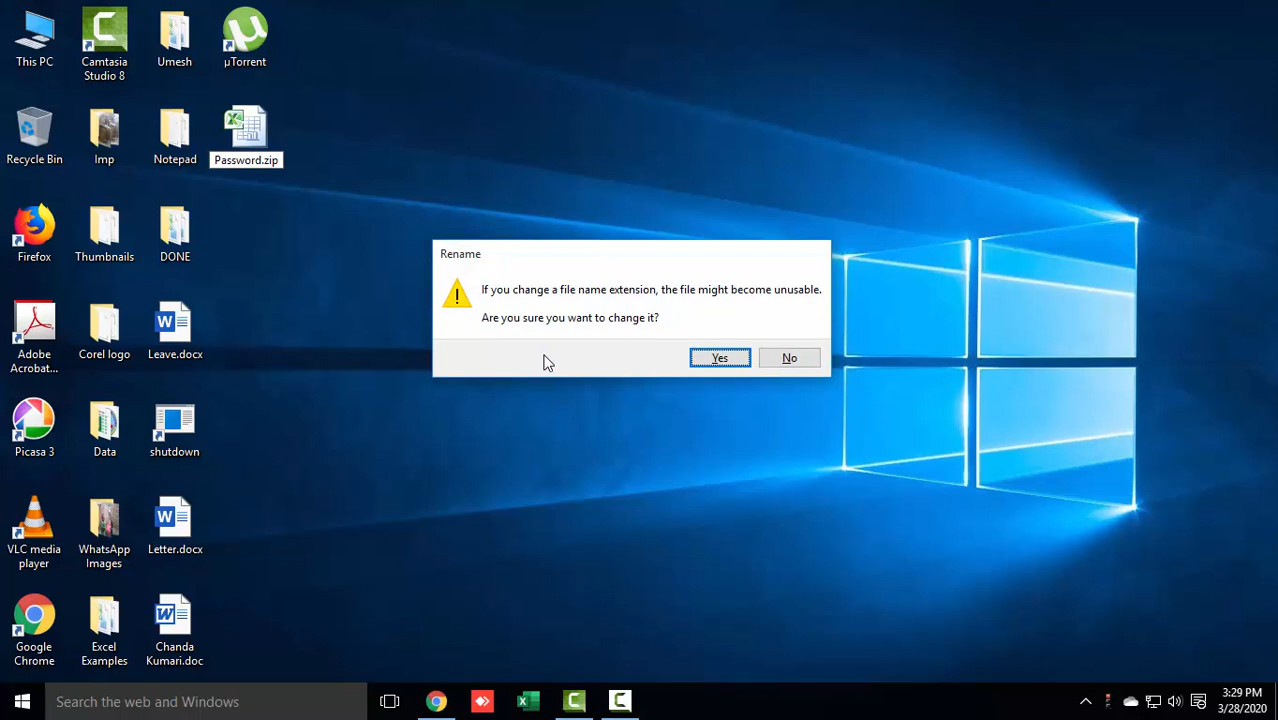 This PC
Camtasia
Studio 8
Umesh
µTorrent
Recycle Bin
Imp
Notepad
Password.zip
Firefox
Thumbnails
DONE
Rename
If you change a file name extension, the file might become unusable.
Are you sure you want to change it?
Yes
No
Adobe
Acrobat...
Corel logo
Leave.docx
Picasa 3
Data
shutdown
VLC media
player
WhatsApp
Images
Letter.docx
Google
Chrome
Excel
Examples
Chanda
Kumari.doc
Search the web and Windows
3:29 PM
3/28/2020